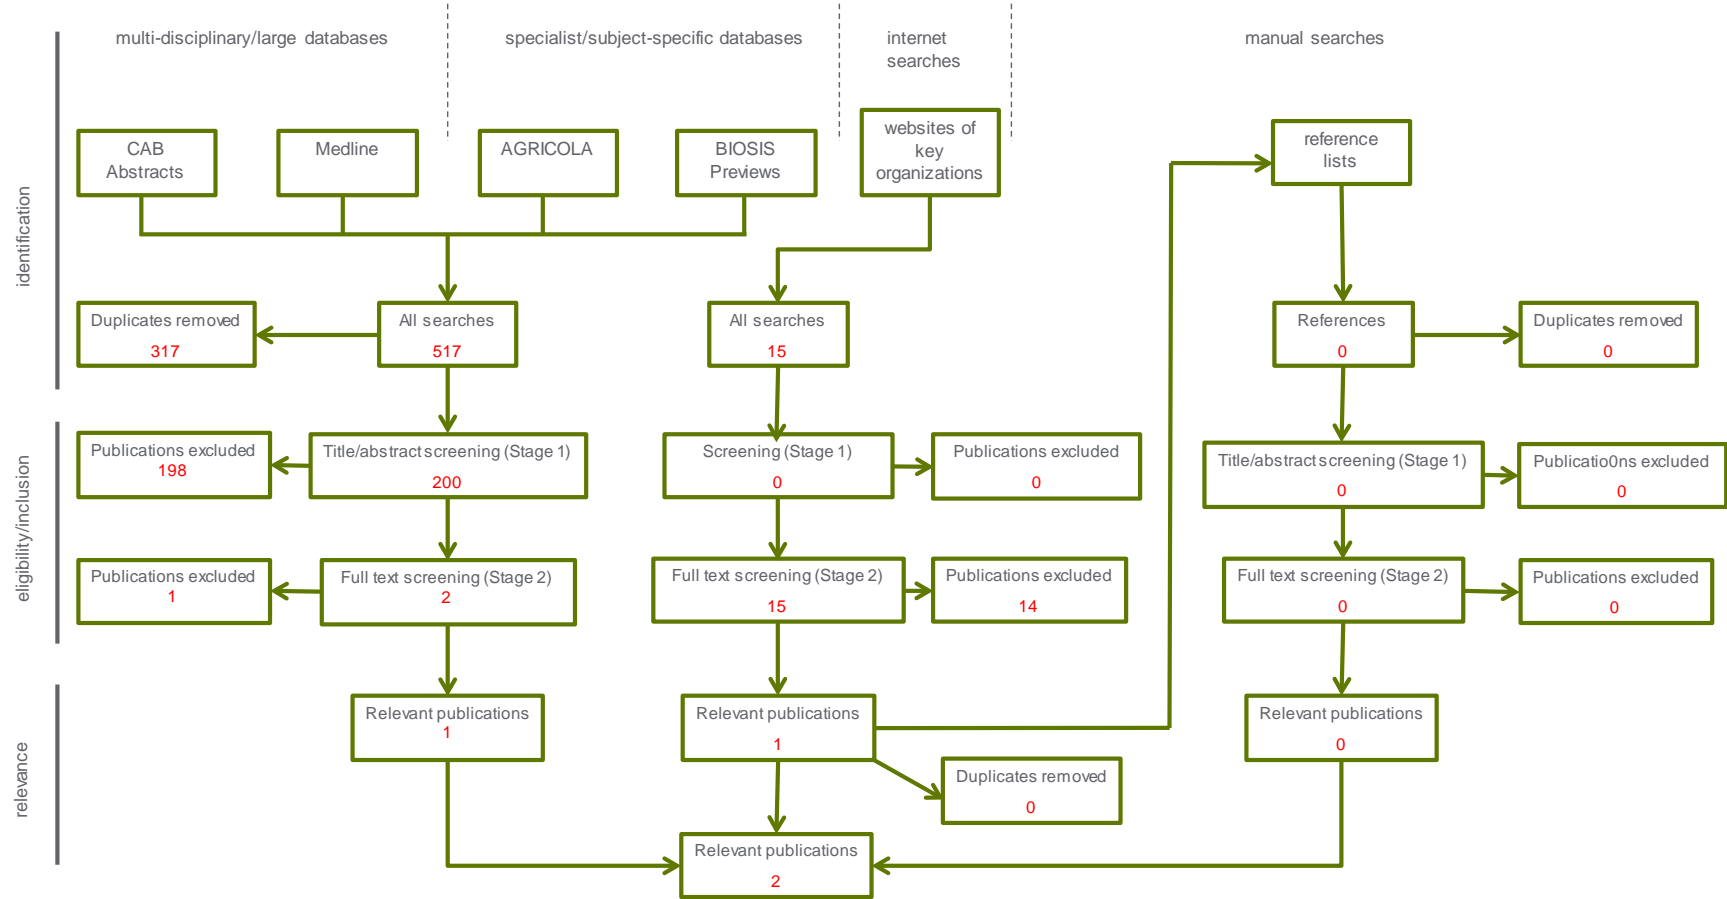 multi-disciplinary/large databases
specialist/subject-specific databases
internet
searches
manual searches
identification
CAB
Abstracts
Medline
AGRICOLA
BIOSIS
Previews
websites of
key
organizations
reference
lists
Duplicates removed
317
All searches
517
All searches
15
References
0
Duplicates removed
0
eligibility/inclusion
Publications excluded
198
Title/abstract screening (Stage 1)
200
Screening (Stage 1)
0
Publications excluded
0
Title/abstract screening (Stage 1)
0
Publicatio0ns excluded
0
Publications excluded
1
Full text screening (Stage 2)
2
Full text screening (Stage 2)
15
Publications excluded
14
Full text screening (Stage 2)
0
Publications excluded
0
relevance
Relevant publications
1
Relevant publications
1
Relevant publications
0
Duplicates removed
0
Relevant publications
2